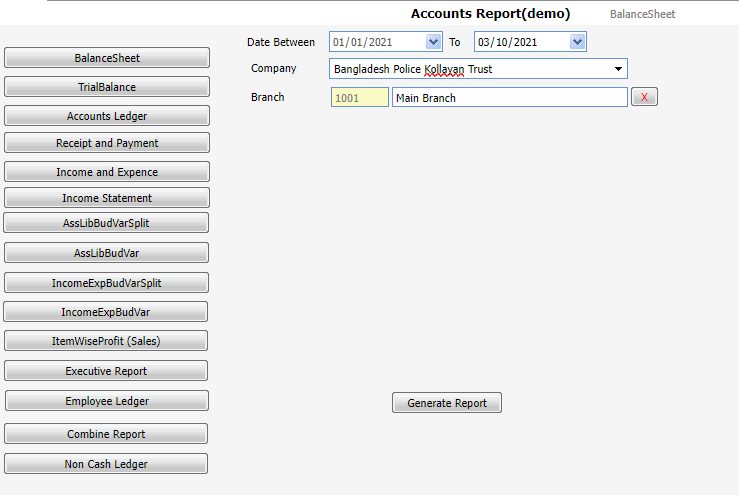 Accounts Report(demo) BalanceSheet
Date Between 01/01/2021 To 03/10/2021
BalanceSheet
Company Bangladesh Police Kollayan Trust
TrialBalance
Branch 1001 Main Branch X
Accounts Ledger
Receipt and Payment
Income and Expence
Income Statement
AssLibBudVarSplit
AssLibBudVar
IncomeExpBudVarSplit
IncomeExpBudVar
ItemWiseProfit (Sales)
Executive Report
Employee Ledger
Generate Report
Combine Report
Non Cash Ledger